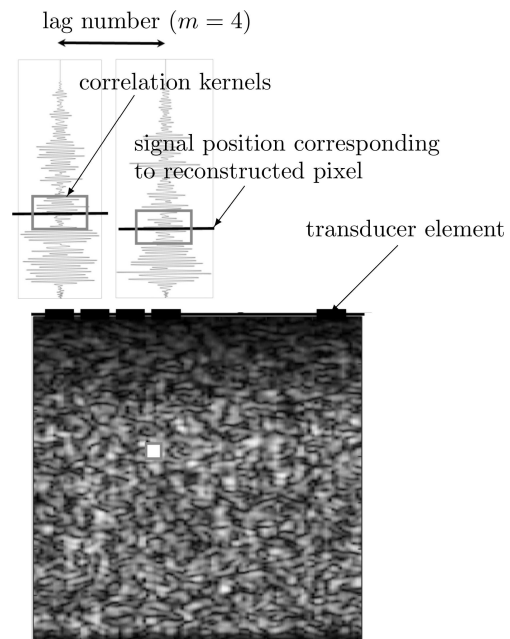 lag number (m = 4)
correlation kernels
signal position corresponding
to reconstructed pixel
transducer element